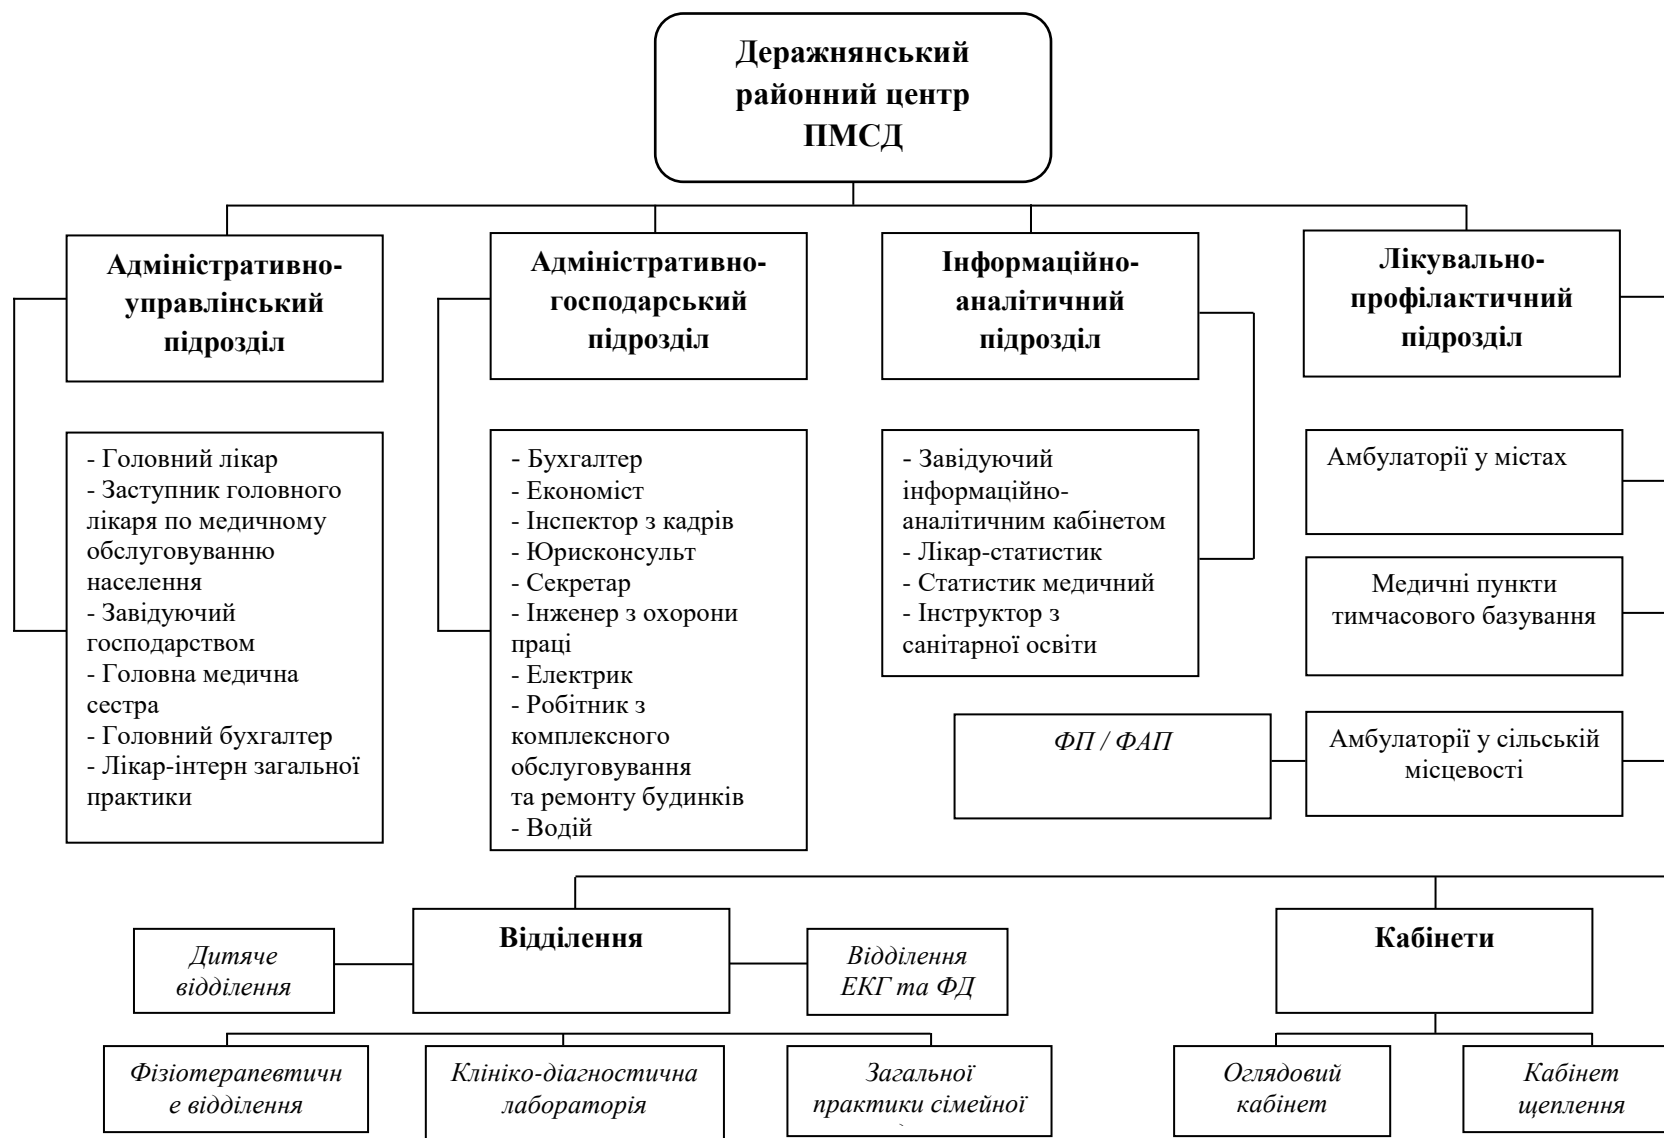 Деражнянський
районний центр
ПМСД
Адміністративно-
управлінський
підрозділ
Адміністративно-
господарський
підрозділ
Інформаційно-
аналітичний
підрозділ
Лікувально-
профілактичний
підрозділ
- Головний лікар
- Заступник головного
лікаря по медичному
обслуговуванню
населення
- Завідуючий
господарством
- Головна медична
сестра
- Головний бухгалтер
- Лікар-інтерн загальної
практики
- Бухгалтер
- Економіст
- Інспектор з кадрів
- Юрисконсульт
- Секретар
- Інженер з охорони
праці
- Електрик
- Робітник з
комплексного
обслуговування
та ремонту будинків
- Водій
- Завідуючий
інформаційно-
аналітичним кабінетом
- Лікар-статистик
- Статистик медичний
- Інструктор з
санітарної освіти
Амбулаторії у містах
Медичні пункти
тимчасового базування
ФП / ФАП
Амбулаторії у сільській
місцевості
Дитяче
відділення
Відділення
Відділення
ЕКГ та ФД
Кабінети
Фізіотерапевтичн
е відділення
Клініко-діагностична
лабораторія
Загальної
практики сімейної
Оглядовий
кабінет
Кабінет
щеплення